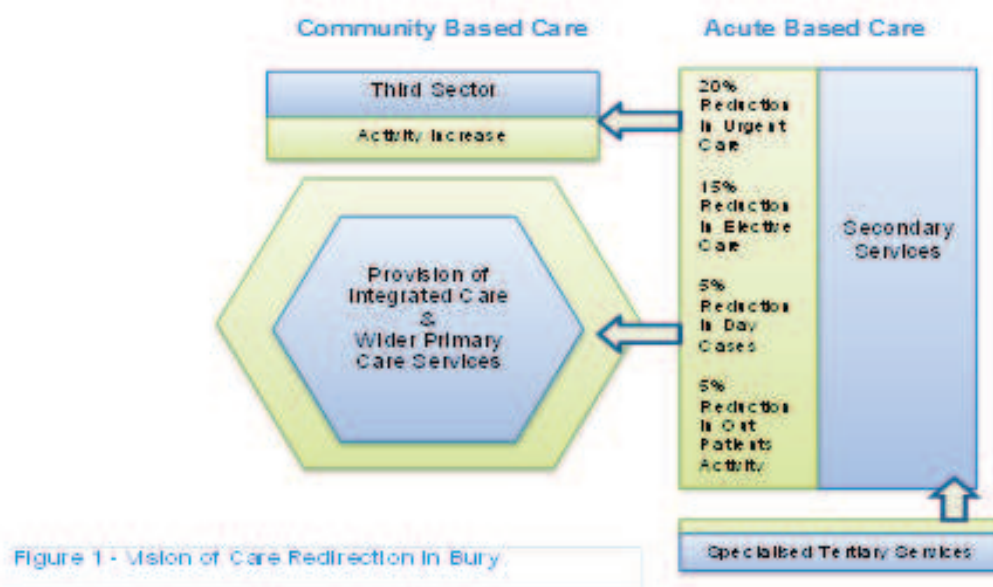 Community Based Care
Acute Based Care
Third Sector
Activity Increase
Provision of
Integrated Care
&
Wider Primary
Care Services
20%
Reduction
In Urgent
Care
15%
Reduction
In Elective
Care
5%
Reduction
In Day
Cases
5%
Reduction
In Out
Patients
Activity
Secondary
Services
Specialised Tertiary Services
Figure 1 - Vision of Care Redirection in Bury